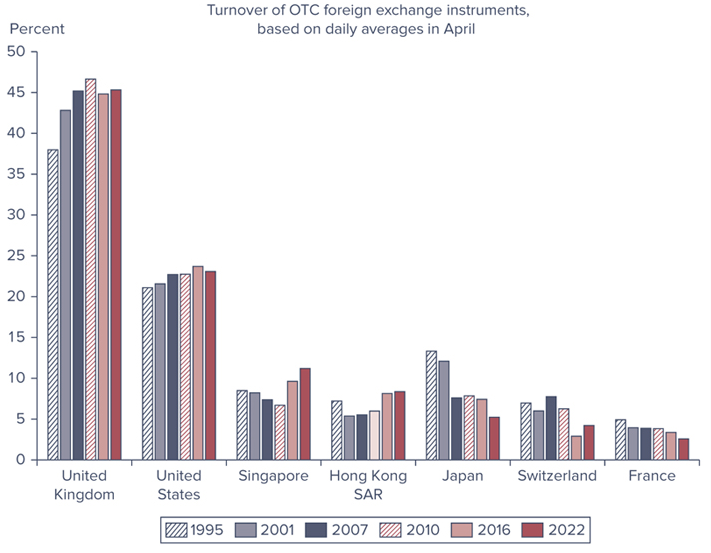 Turnover of OTC foreign exchange instruments,
based on daily averages in April
Percent
50
45
40
35
30
25
20
15
10
5
0
United
Kingdom
United
States
Singapore
Hong Kong
SAR
Japan
Switzerland
France
1995 2001 2007 2010 2016 2022